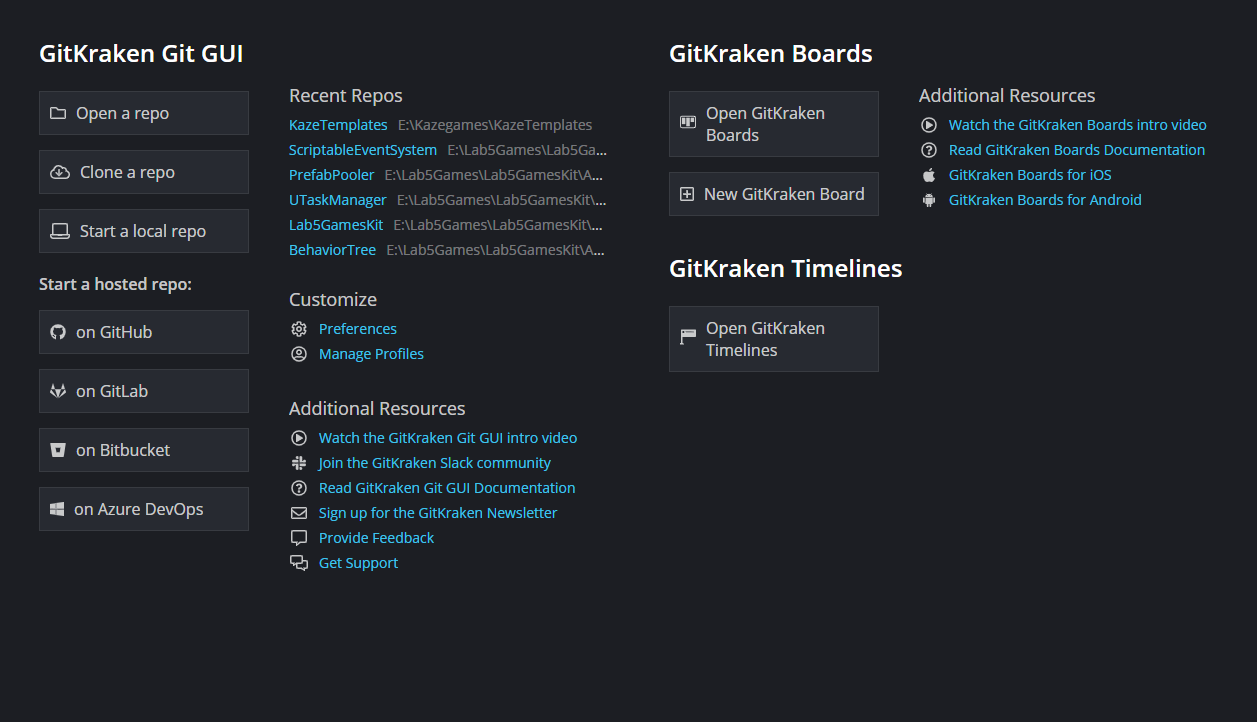 GitKraken Git GUI
Open a repo
Clone a repo
Start a local repo
Start a hosted repo:
on GitHub
on GitLab
on Bitbucket
on Azure DevOps
Recent Repos
KazeTemplates E:\Kazegames\KazeTemplates
ScriptableEventSystem E:\Lab5Games\Lab5Ga...
PrefabPooler E:\Lab5Games\Lab5GamesKit\A...
UTaskManager E:\Lab5Games\Lab5GamesKit\...
Lab5GamesKit E:\Lab5Games\Lab5GamesKit\...
BehaviorTree E:\Lab5Games\Lab5GamesKit\A...
Customize
Preferences
Manage Profiles
Additional Resources
Watch the GitKraken Git GUI intro video
Join the GitKraken Slack community
Read GitKraken Git GUI Documentation
Sign up for the GitKraken Newsletter
Provide Feedback
Get Support
GitKraken Boards
Open GitKraken
Boards
New GitKraken Board
Additional Resources
Watch the GitKraken Boards intro video
Read GitKraken Boards Documentation
GitKraken Boards for iOS
GitKraken Boards for Android
GitKraken Timelines
Open GitKraken
Timelines